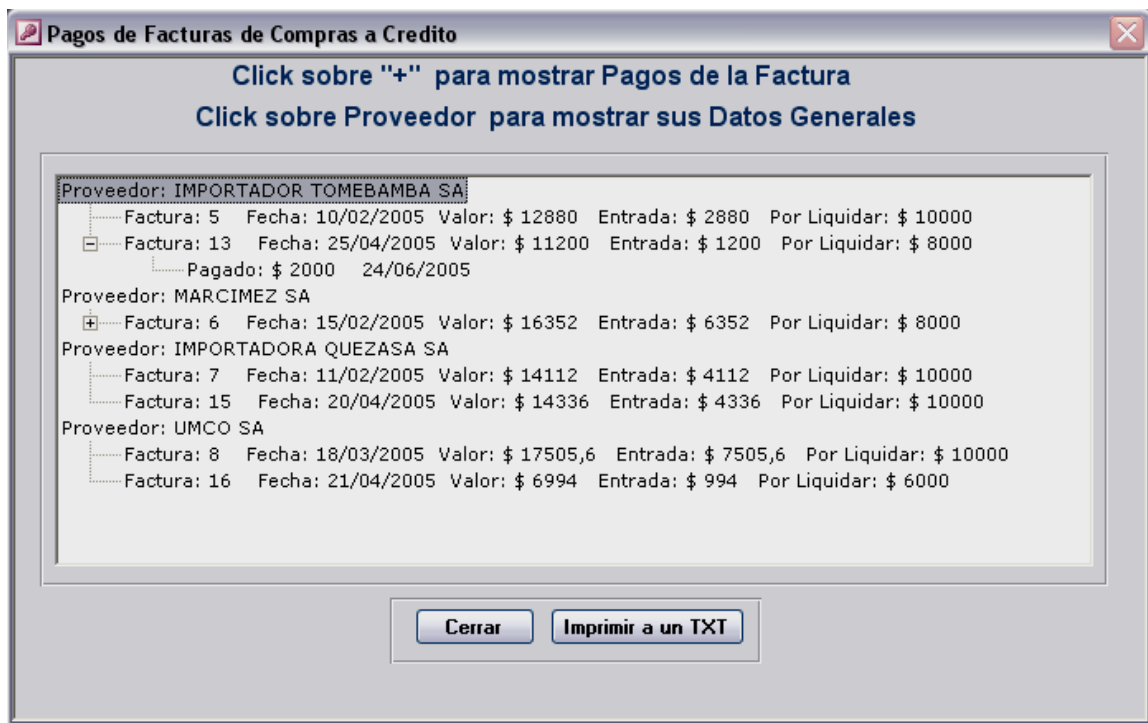 Pagos de Facturas de Compras a Credito
Click sobre "+" para mostrar Pagos de la Factura
Click sobre Proveedor para mostrar sus Datos Generales
Proveedor: IMPORTADOR TOMEBAMBA SA
Factura: 5 Fecha: 10/02/2005 Valor: $ 12880 Entrada: $ 2880 Por Liquidar: $ 10000
Factura: 13 Fecha: 25/04/2005 Valor: $ 11200 Entrada: $ 1200 Por Liquidar: $ 8000
Pagado: $ 2000 24/06/2005
Proveedor: MARCIMEZ SA
Factura: 6 Fecha: 15/02/2005 Valor: $ 16352 Entrada: $ 6352 Por Liquidar: $ 8000
Proveedor: IMPORTADORA QUEZASA SA
Factura: 7 Fecha: 11/02/2005 Valor: $ 14112 Entrada: $ 4112 Por Liquidar: $ 10000
Factura: 15 Fecha: 20/04/2005 Valor: $ 14336 Entrada: $ 4336 Por Liquidar: $ 10000
Proveedor: UMCO SA
Factura: 8 Fecha: 18/03/2005 Valor: $ 17505,6 Entrada: $ 7505,6 Por Liquidar: $ 10000
Factura: 16 Fecha: 21/04/2005 Valor: $ 6994 Entrada: $ 994 Por Liquidar: $ 6000
Cerrar Imprimir a un TXT